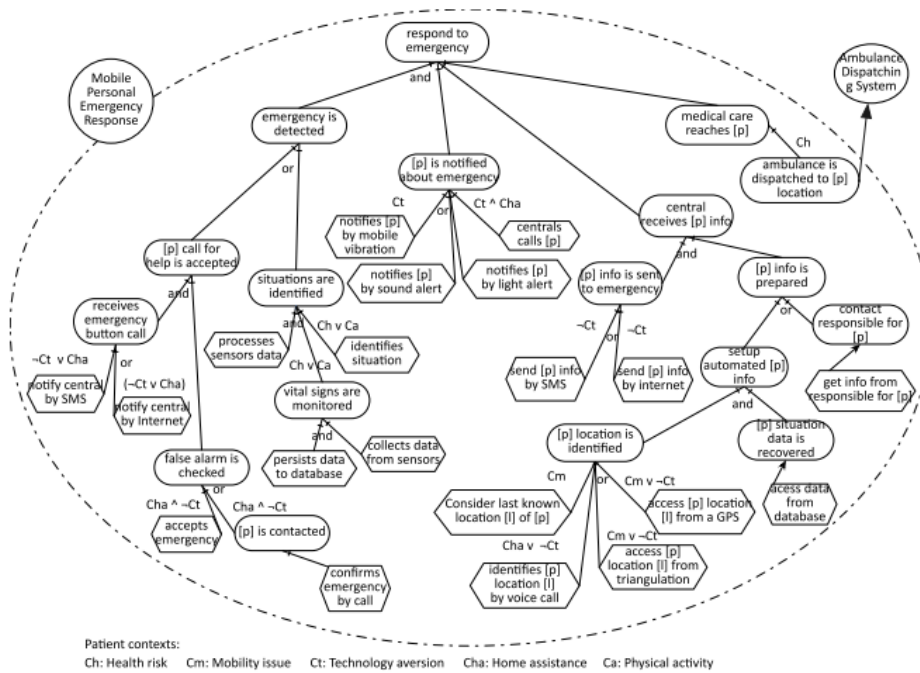 respond to
emergency
and
Mobile
Personal
Emergency
Response
Ambulance
Dispatchin
g System
emergency is
detected
or
[p] is notified
about emergency
Ct
or
Ct ^ Cha
notifies [p]
by mobile
vibration
centrals
calls [p]
notifies [p]
by sound alert
notifies [p]
by light alert
medical care
reaches [p]
Ch
ambulance is
dispatched to [p]
location
central
receives [p] info
and
[p] call for
help is accepted
and
situations are
identified
and
Ch v Ca
processes
sensors data
identifies
situation
Ch v Ca
vital signs are
monitored
and
persists data
to database
collects data
from sensors
receives
emergency
button call
¬Ct v Cha
or
(¬Ct v Cha)
notify central
by SMS
notify central
by Internet
false alarm is
checked
or
Cha ^ ¬Ct
Cha ^ ¬Ct
accepts
emergency
[p] is contacted
confirms
emergency
by call
[p] info is sent
to emergency
¬Ct
or
¬Ct
send [p] info
by SMS
send [p] info
by internet
[p] info is
prepared
or
contact
responsible for
[p]
get info from
responsible for [p]
setup
automated [p]
info
and
[p] location is
identified
Cm
or
Cm v ¬Ct
[p] situation
data is
recovered
acess data
from
database
Consider last known
location [l] of [p]
access [p] location
[l] from a GPS
Cha v ¬Ct
Cm v ¬Ct
identifies [p]
location [l]
by voice call
access [p]
location [l] from
triangulation
Patient contexts:
Ch: Health risk Cm: Mobility issue Ct: Technology aversion Cha: Home assistance Ca: Physical activity